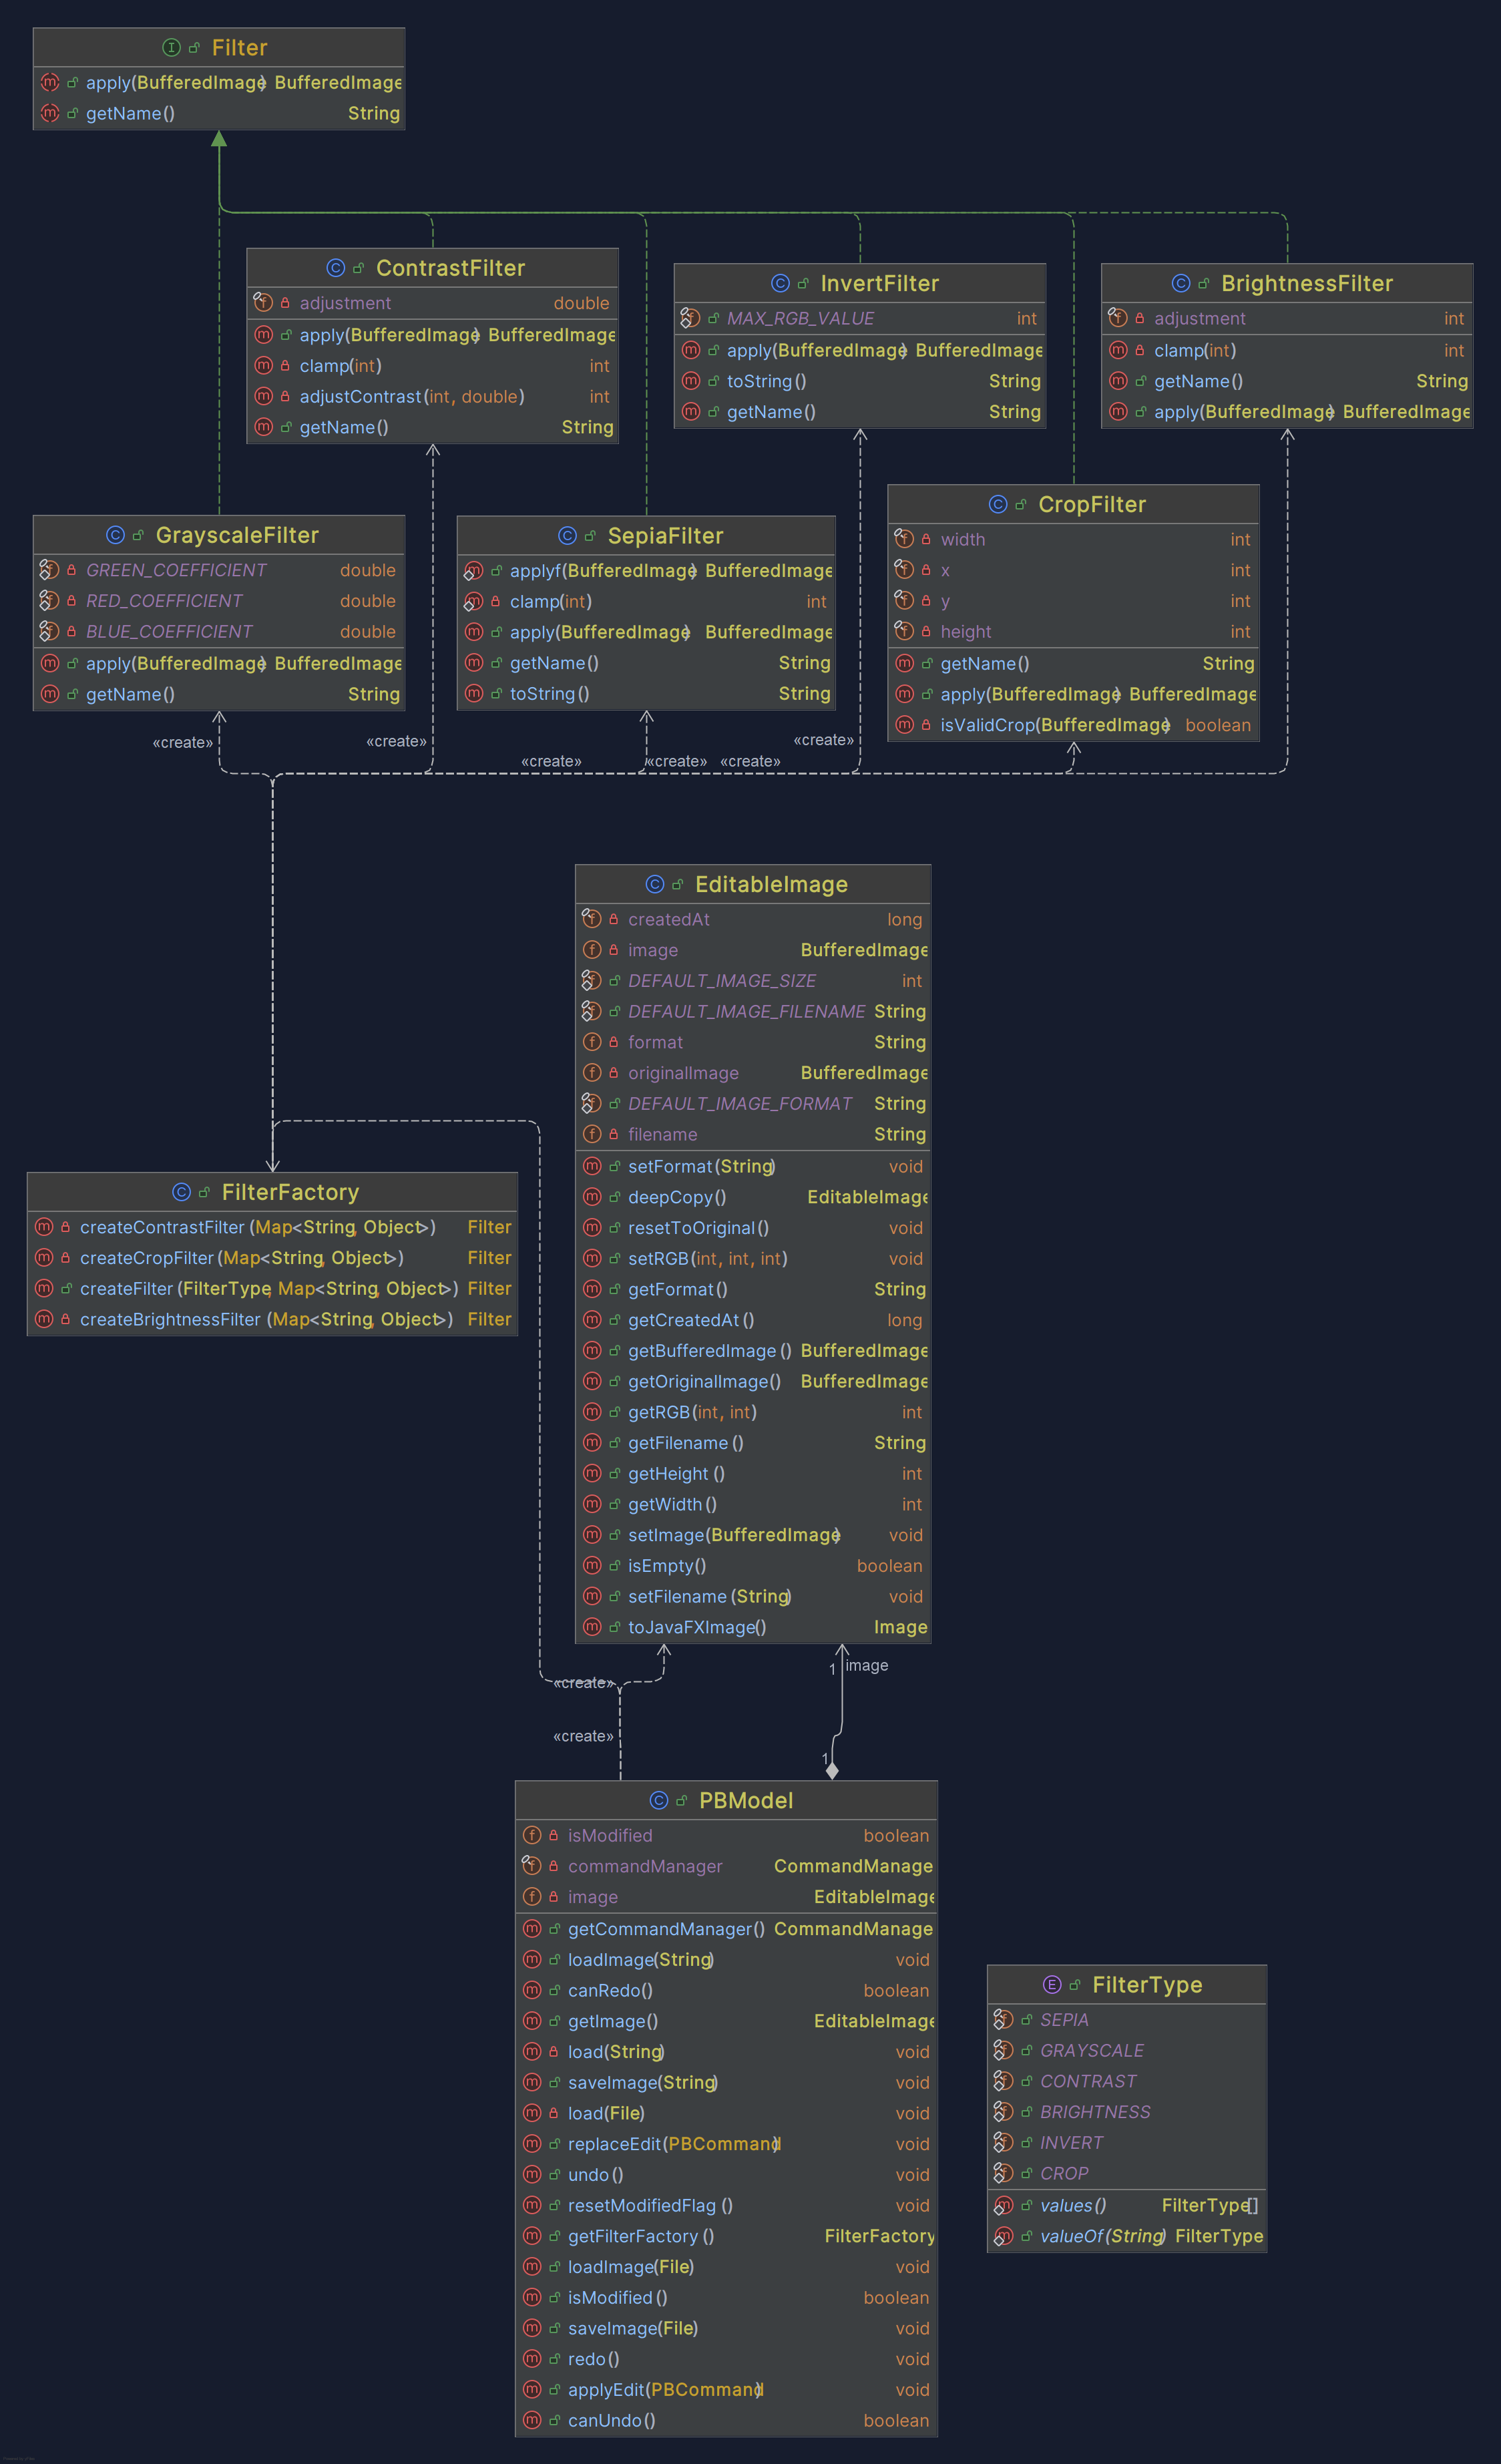 Filter
apply(BufferedImage) BufferedImage
getName() String
ContrastFilter
adjustment double
apply(BufferedImage) BufferedImage
clamp(int) int
adjustContrast(int, double) int
getName() String
InvertFilter
MAX_RGB_VALUE int
apply(BufferedImage) BufferedImage
toString() String
getName() String
BrightnessFilter
adjustment int
clamp(int) int
getName() String
apply(BufferedImage) BufferedImage
GrayscaleFilter
GREEN_COEFFICIENT double
RED_COEFFICIENT double
BLUE_COEFFICIENT double
apply(BufferedImage) BufferedImage
getName() String
SepiaFilter
applyf(BufferedImage) BufferedImage
clamp(int) int
apply(BufferedImage) BufferedImage
getName() String
toString() String
CropFilter
width int
x int
y int
height int
getName() String
apply(BufferedImage) BufferedImage
isValidCrop(BufferedImage) boolean
«create»
«create»
«create»
«create»
«create»
«create»
EditableImage
createdAt long
image BufferedImage
DEFAULT_IMAGE_SIZE int
DEFAULT_IMAGE_FILENAME String
format String
originalImage BufferedImage
DEFAULT_IMAGE_FORMAT String
filename String
setFormat(String) void
deepCopy() EditableImage
resetToOriginal() void
setRGB(int, int, int) void
getFormat() String
getCreatedAt() long
getBufferedImage() BufferedImage
getOriginalImage() BufferedImage
getRGB(int, int) int
getFilename() String
getHeight() int
getWidth() int
setImage(BufferedImage) void
isEmpty() boolean
setFilename(String) void
toJavaFXImage() Image
FilterFactory
createContrastFilter(Map<String, Object>) Filter
createCropFilter(Map<String, Object>) Filter
createFilter(FilterType, Map<String, Object>) Filter
createBrightnessFilter(Map<String, Object>) Filter
1 image
«create»
«create»
1
PBModel
isModified boolean
commandManager CommandManage
image EditableImage
getCommandManager() CommandManage
loadImage(String) void
canRedo() boolean
getImage() EditableImage
load(String) void
saveImage(String) void
load(File) void
replaceEdit(PBCommand) void
undo() void
resetModifiedFlag() void
getFilterFactory() FilterFactory
loadImage(File) void
isModified() boolean
saveImage(File) void
redo() void
applyEdit(PBCommand) void
canUndo() boolean
FilterType
SEPIA
GRAYSCALE
CONTRAST
BRIGHTNESS
INVERT
CROP
values() FilterType[]
valueOf(String) FilterType